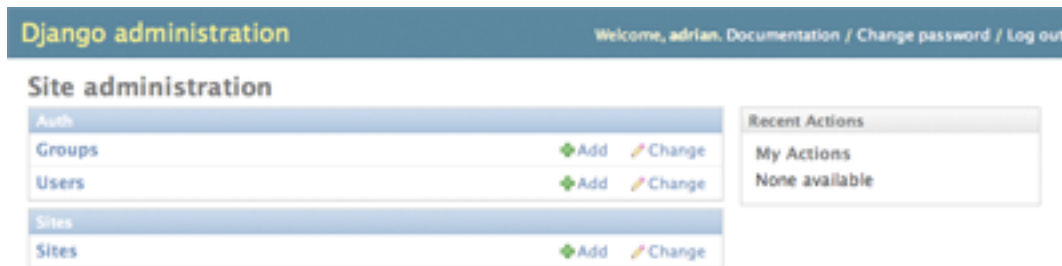 Django administration
Welcome, adrian. Documentation / Change password / Log out
Site administration
Auth
Groups Add Change
Users Add Change
Sites
Sites Add Change
Recent Actions
My Actions
None available